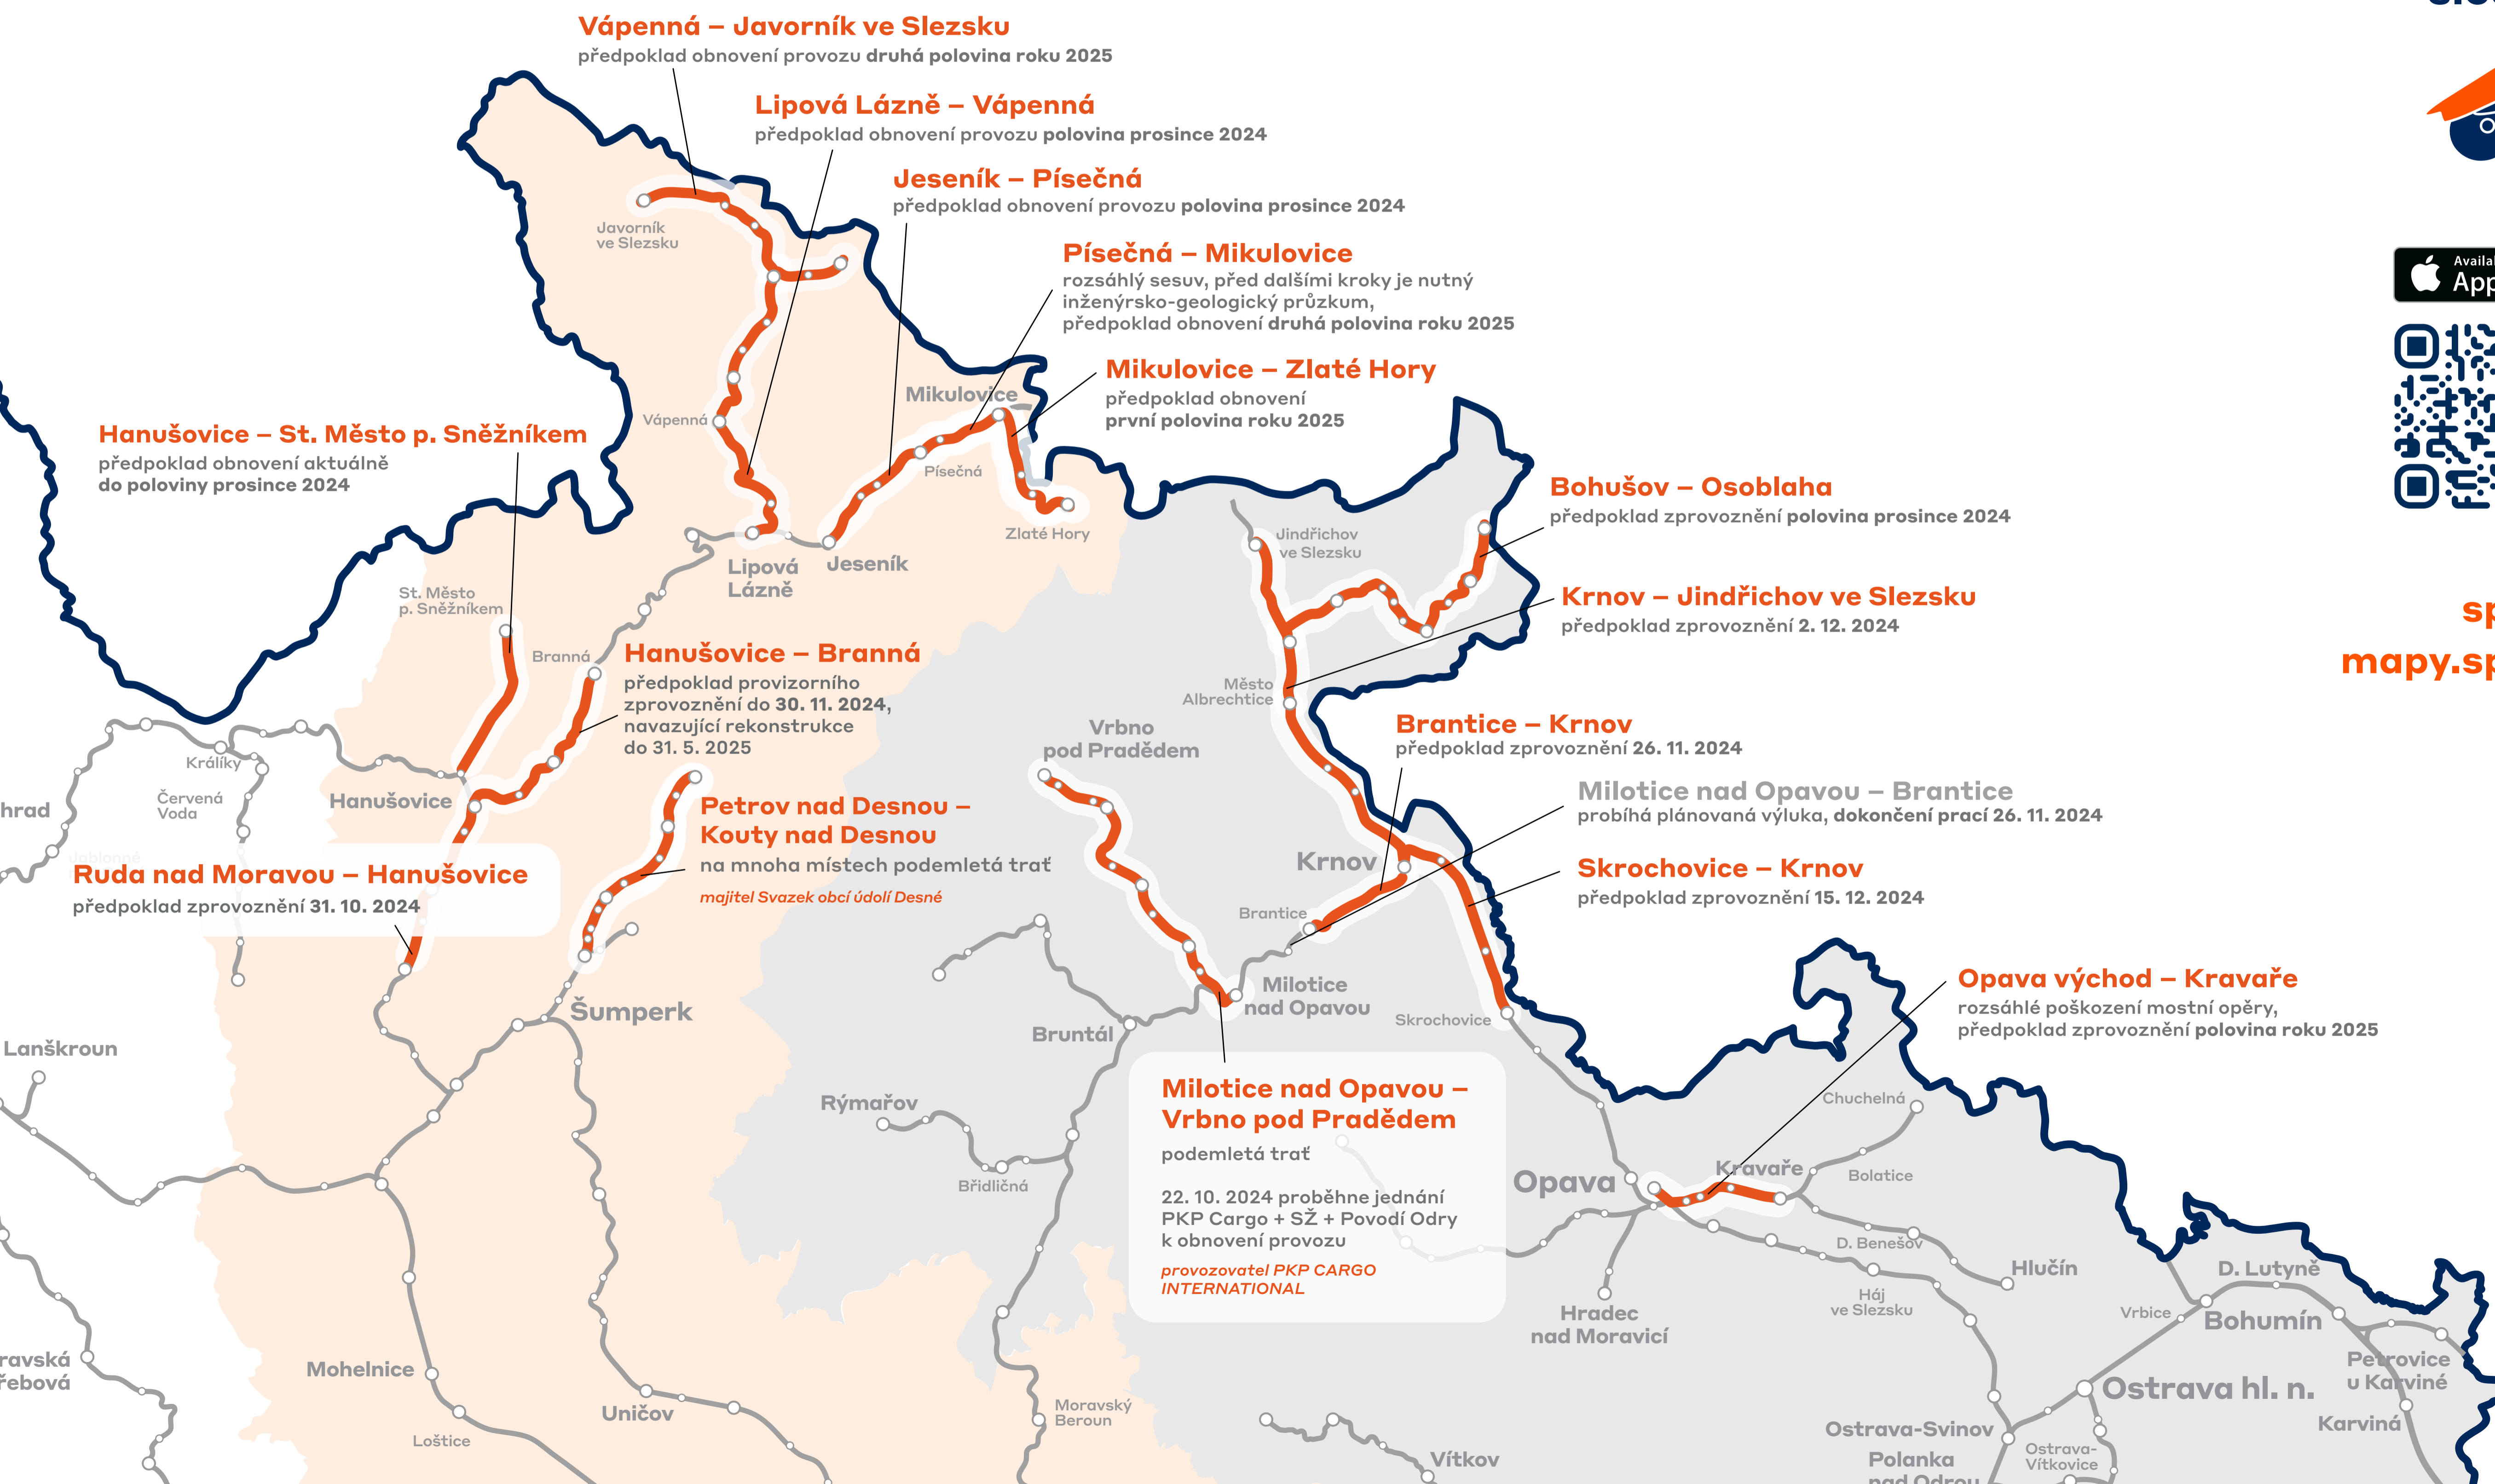 Vápenná – Javorník ve Slezsku
předpoklad obnovení provozu druhá polovina roku 2025
Lipová Lázně – Vápenná
předpoklad obnovení provozu polovina prosince 2024
Jeseník – Písečná
předpoklad obnovení provozu polovina prosince 2024
Písečná – Mikulovice
rozsáhlý sesuv, před dalšími kroky je nutný
inženýrsko-geologický průzkum,
předpoklad obnovení druhá polovina roku 2025
Mikulovice – Zlaté Hory
předpoklad obnovení
první polovina roku 2025
Javorník
ve Slezsku
Mikulovice
Vápenná
Písečná
Zlaté Hory
Lipová
Lázně
Jeseník
Hanušovice – St. Město p. Sněžníkem
předpoklad obnovení aktuálně
do poloviny prosince 2024
St. Město
p. Sněžníkem
Branná
Hanušovice – Branná
předpoklad provizorního
zprovoznění do 30. 11. 2024,
navazující rekonstrukce
do 31. 5. 2025
Bohušov – Osoblaha
předpoklad zprovoznění polovina prosince 2024
Jindřichov
ve Slezsku
Krnov – Jindřichov ve Slezsku
předpoklad zprovoznění 2. 12. 2024
Město
Albrechtice
Vrbno
pod Pradědem
Brantice – Krnov
předpoklad zprovoznění 26. 11. 2024
Milotice nad Opavou – Brantice
probíhá plánovaná výluka, dokončení prací 26. 11. 2024
Skrochovice – Krnov
předpoklad zprovoznění 15. 12. 2024
Krnov
Brantice
Milotice
nad Opavou
Skrochovice
Králíky
Červená
Voda
Hanušovice
hrad
Jablonné
Ruda nad Moravou – Hanušovice
předpoklad zprovoznění 31. 10. 2024
Petrov nad Desnou –
Kouty nad Desnou
na mnoha místech podemletá trať
majitel Svazek obcí údolí Desné
Šumperk
Lanškroun
Bruntál
Rýmařov
Břidličná
Milotice nad Opavou –
Vrbno pod Pradědem
podemletá trať
22. 10. 2024 proběhne jednání
PKP Cargo + SŽ + Povodí Odry
k obnovení provozu
provozovatel PKP CARGO
INTERNATIONAL
Opava východ – Kravaře
rozsáhlé poškození mostní opěry,
předpoklad zprovoznění polovina roku 2025
Chuchelná
Kravaře
Bolatice
Opava
D. Benešov
Hlučín
Háj
ve Slezsku
Hradec
nad Moravicí
D. Lutyně
Vrbice
Bohumín
Petrovice
u Karviné
Ostrava hl. n.
Karviná
Ostrava-Svinov
Ostrava-
Vítkovice
Polanka
nad Odrou
Vítkov
Moravský
Beroun
Uničov
Mohelnice
Loštice
ravská
řebová
Availa
App
sp
mapy.sp